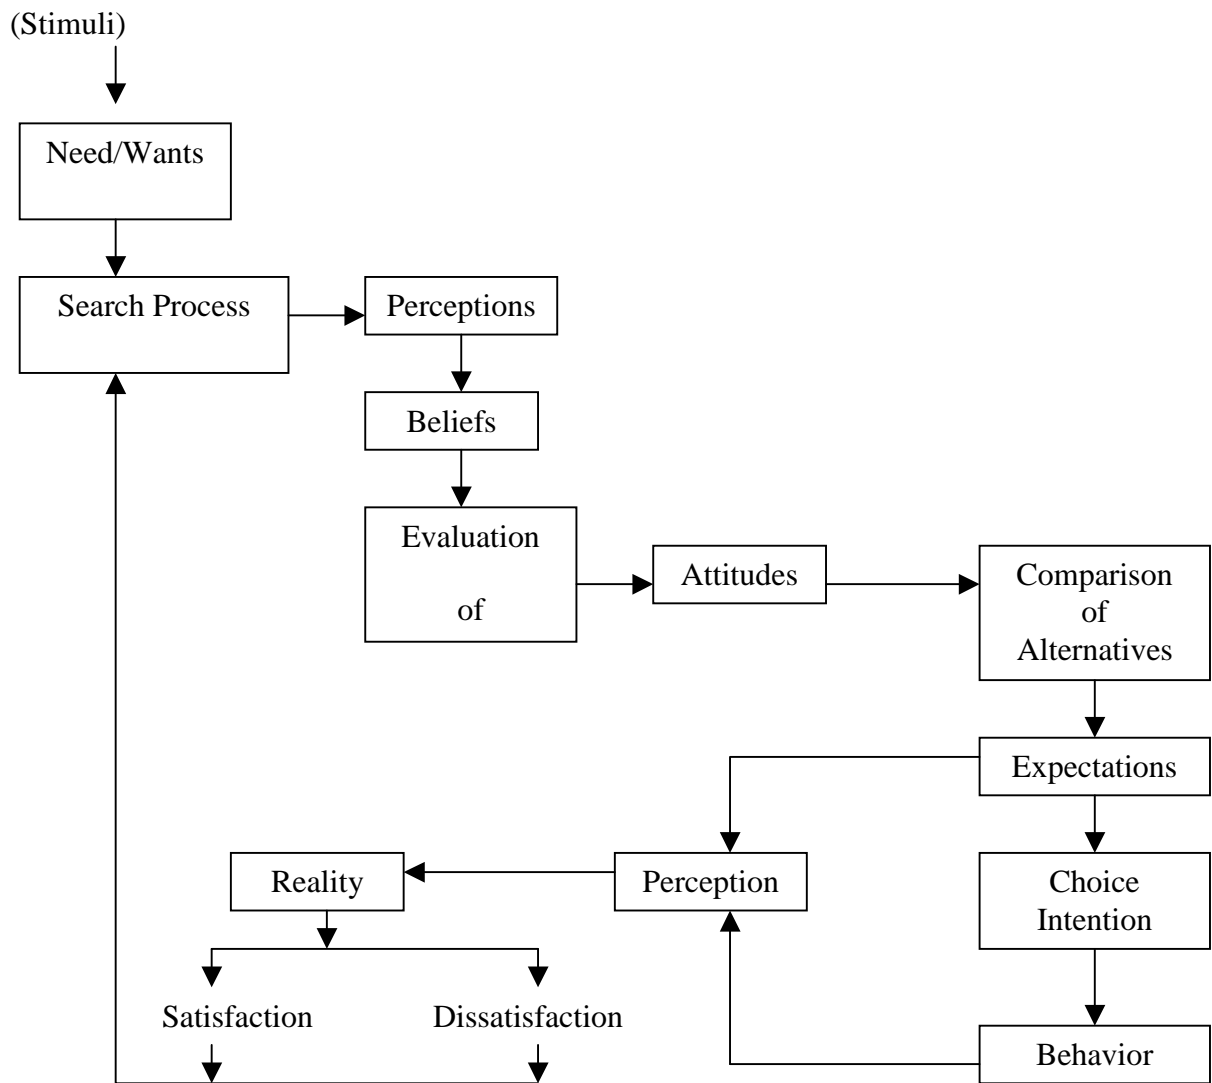 (Stimuli)
Need/Wants
Search Process
Perceptions
Beliefs
Evaluation
of
Attitudes
Comparison
of
Alternatives
Expectations
Reality
Perception
Choice
Intention
Satisfaction
Dissatisfaction
Behavior